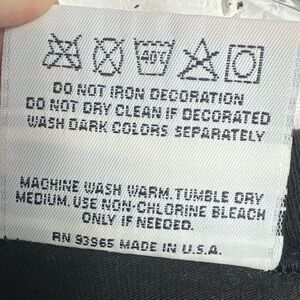 40°C
DO NOT IRON DECORATION
DO NOT DRY CLEAN IF DECORATED
WASH DARK COLORS SEPARATELY
MACHINE WASH WARM.TUMBLE DRY
MEDIUM.USE NON-CHLORINE BLEACH
ONLY IF NEEDED.
RN 93965 MADE IN U.S.A.